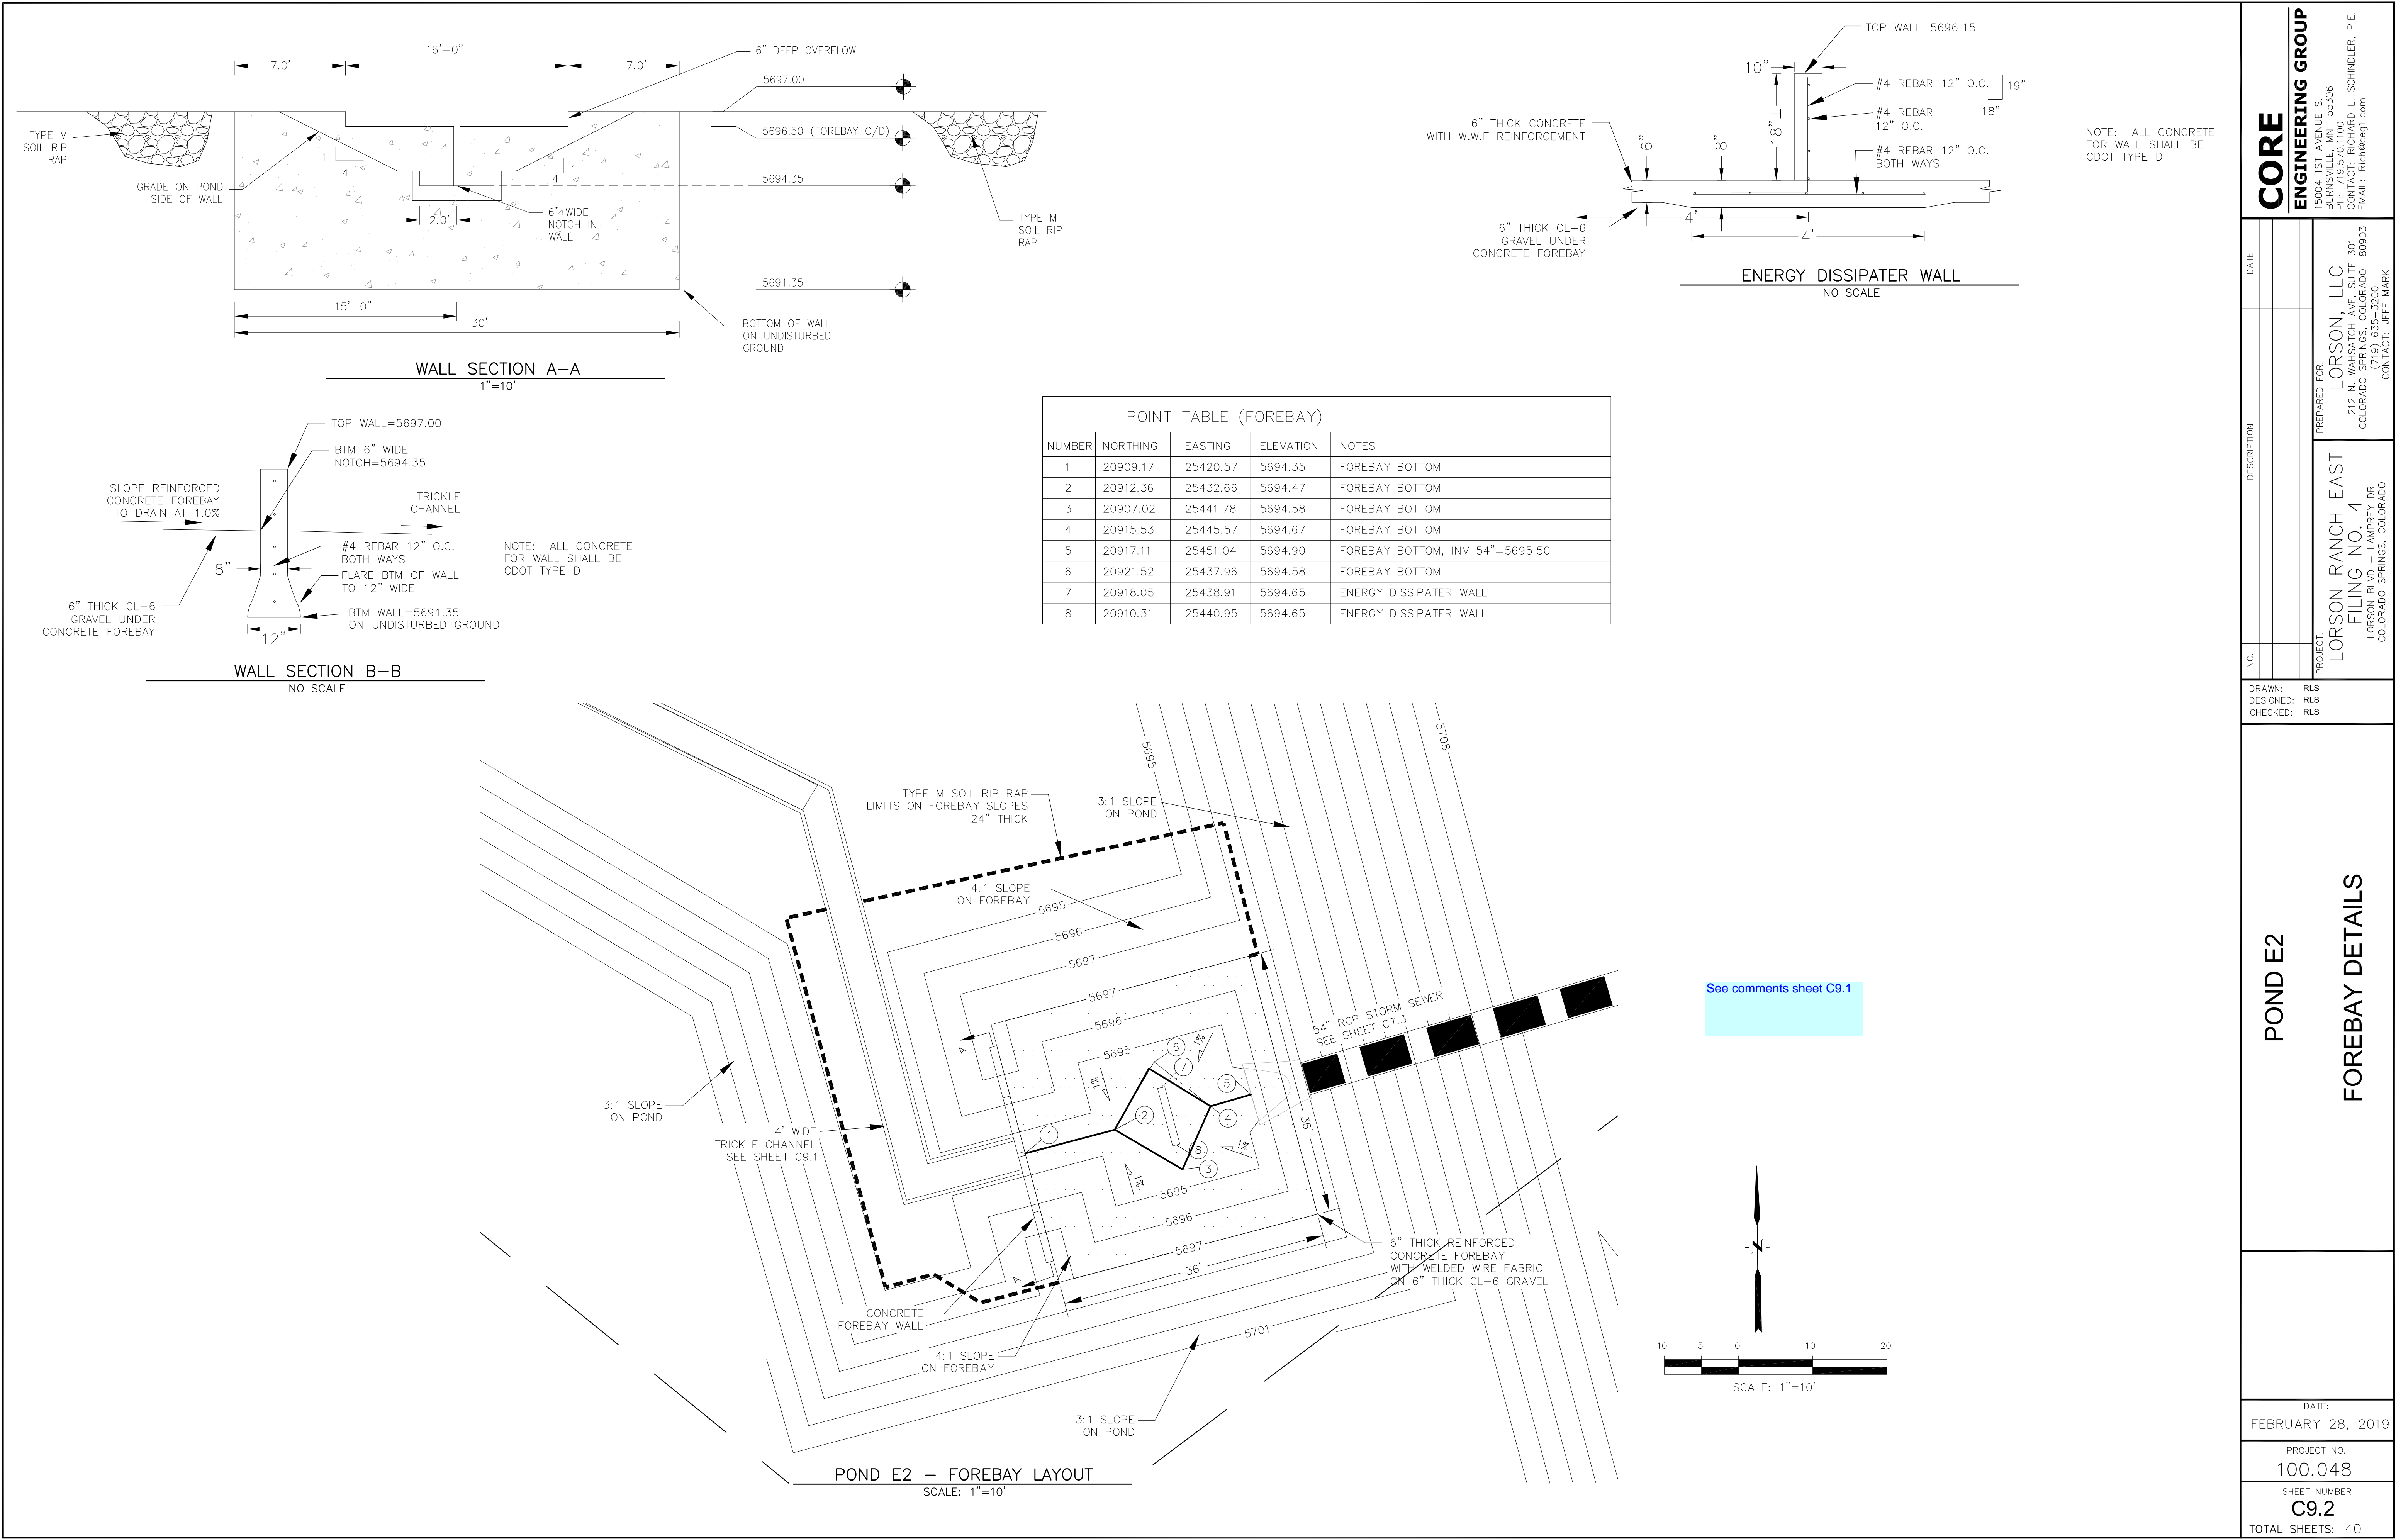 16'-0"
7.0'
7.0'
6" DEEP OVERFLOW
5697.00
5696.50 (FOREBAY C/D)
5694.35
5691.35
TYPE M
SOIL RIP
RAP
1
4
1
4
GRADE ON POND
SIDE OF WALL
2.0'
6" WIDE
NOTCH IN
WALL
TYPE M
SOIL RIP
RAP
15'-0"
30'
BOTTOM OF WALL
ON UNDISTURBED
GROUND
WALL SECTION A-A
1"=10'
TOP WALL=5696.15
10"
#4 REBAR 12" O.C.
19"
18"
#4 REBAR
12" O.C.
#4 REBAR 12" O.C.
BOTH WAYS
6" THICK CONCRETE
WITH W.W.F REINFORCEMENT
6"
8"
18"±
4'
4'
6" THICK CL-6
GRAVEL UNDER
CONCRETE FOREBAY
NOTE: ALL CONCRETE
FOR WALL SHALL BE
CDOT TYPE D
ENERGY DISSIPATER WALL
NO SCALE
TOP WALL=5697.00
BTM 6" WIDE
NOTCH=5694.35
SLOPE REINFORCED
CONCRETE FOREBAY
TO DRAIN AT 1.0%
TRICKLE
CHANNEL
#4 REBAR 12" O.C.
BOTH WAYS
8"
FLARE BTM OF WALL
TO 12" WIDE
6" THICK CL-6
GRAVEL UNDER
CONCRETE FOREBAY
BTM WALL=5691.35
ON UNDISTURBED GROUND
12"
NOTE: ALL CONCRETE
FOR WALL SHALL BE
CDOT TYPE D
WALL SECTION B-B
NO SCALE
POINT TABLE (FOREBAY)
NUMBER NORTHING EASTING ELEVATION NOTES
1 20909.17 25420.57 5694.35 FOREBAY BOTTOM
2 20912.36 25432.66 5694.47 FOREBAY BOTTOM
3 20907.02 25441.78 5694.58 FOREBAY BOTTOM
4 20915.53 25445.57 5694.67 FOREBAY BOTTOM
5 20917.11 25451.04 5694.90 FOREBAY BOTTOM, INV 54"=5695.50
6 20921.52 25437.96 5694.58 FOREBAY BOTTOM
7 20918.05 25438.91 5694.65 ENERGY DISSIPATER WALL
8 20910.31 25440.95 5694.65 ENERGY DISSIPATER WALL
5695
5708
TYPE M SOIL RIP RAP
LIMITS ON FOREBAY SLOPES
24" THICK
3:1 SLOPE
ON POND
4:1 SLOPE
ON FOREBAY
5695
5696
5697
5697
5696
5695
54" RCP STORM SEWER
SEE SHEET C7.3
See comments sheet C9.1
A
1%
1%
1%
1%
1
2
3
4
5
6
7
8
36'
3:1 SLOPE
ON POND
4' WIDE
TRICKLE CHANNEL
SEE SHEET C9.1
5695
5696
5697
36'
A
6" THICK REINFORCED
CONCRETE FOREBAY
WITH WELDED WIRE FABRIC
ON 6" THICK CL-6 GRAVEL
CONCRETE
FOREBAY WALL
4:1 SLOPE
ON FOREBAY
5701
3:1 SLOPE
ON POND
N
10 5 0 10 20
SCALE: 1"=10'
POND E2 - FOREBAY LAYOUT
SCALE: 1"=10'
CORE
ENGINEERING GROUP
15004 1ST AVENUE S.
BURNSVILLE, MN 55306
PH: 719.570.1100
CONTACT: RICHARD L. SCHINDLER, P.E.
EMAIL: Rich@ceg1.com
NO.
DESCRIPTION
DATE
PREPARED FOR:
LORSON, LLC
212 N. WAHSATCH AVE, SUITE 301
COLORADO SPRINGS, COLORADO 80903
(719) 635-3200
CONTACT: JEFF MARK
PROJECT:
LORSON RANCH EAST
FILING NO. 4
LORSON BLVD - LAMPREY DR
COLORADO SPRINGS, COLORADO
DRAWN: RLS
DESIGNED: RLS
CHECKED: RLS
POND E2
FOREBAY DETAILS
DATE:
FEBRUARY 28, 2019
PROJECT NO.
100.048
SHEET NUMBER
C9.2
TOTAL SHEETS: 40